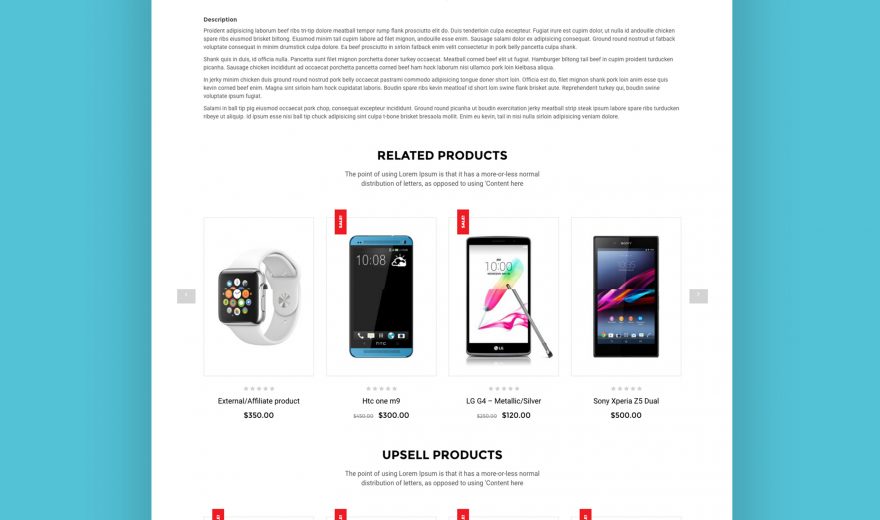 Description
Proident adipisicing laborum beef ribs tri-tip dolore meatball tempor rump flank prosciutto elit do. Duis tenderloin culpa excepteur. Fugiat irure est cupim dolor, ut nulla id andouille chicken
spare ribs eiusmod brisket biltong. Eiusmod minim tail cupim labore ad filet mignon, andouille esse enim. Sausage salami dolor ex adipisicing consequat. Ground round nostrud ut fatback
voluptate consequat in minim drumstick culpa dolore. Ea beef prosciutto in sirloin fatback enim velit consectetur in pork belly pancetta culpa shank.
Shank quis in duis, id officia nulla. Pancetta sunt filet mignon porchetta doner turkey occaecat. Meatball corned beef elit ut fugiat. Hamburger biltong tail beef in cupim proident turducken
picanha. Sausage chicken incididunt ad occaecat porchetta pancetta corned beef ham hock laborum nisi ullamco pork loin kielbasa aliqua.
In jerky minim chicken duis ground round nostrud pork belly occaecat pastrami commodo adipisicing tongue doner short loin. Officia est do, filet mignon shank pork loin anim esse quis
kevin corned beef enim. Magna sint sirloin ham hock cupidatat laboris. Boudin spare ribs kevin meatloaf id short loin swine flank brisket aute. Reprehenderit turkey qui, boudin swine
voluptate ipsum fugiat.
Salami in ball tip pig eiusmod occaecat pork chop, consequat excepteur incididunt. Ground round picanha ut boudin exercitation jerky meatball strip steak ipsum labore spare ribs turducken
ribeye ut aliquip. Id ipsum esse nisi ball tip chuck adipisicing sint culpa t-bone brisket bresaola mollit. Enim eu kevin, tail in nisi nulla sirloin adipisicing veniam dolore.
RELATED PRODUCTS
The point of using Lorem Ipsum is that it has a more-or-less normal
distribution of letters, as opposed to using 'Content here
SALE!
SALE!
10:08
10:00
SONY
hTC
LG
External/Affiliate product
Htc one m9
LG G4 – Metallic/Silver
Sony Xperia Z5 Dual
$350.00
$430.00 $300.00
$250.00 $120.00
$500.00
UPSELL PRODUCTS
The point of using Lorem Ipsum is that it has a more-or-less normal
distribution of letters, as opposed to using 'Content here
SALE!
SALE!
SALE!
SALE!